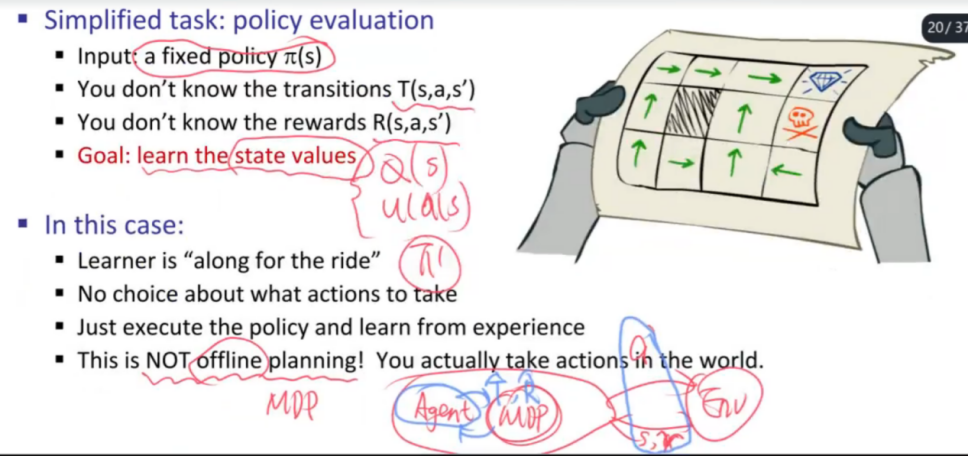 20/37
▪ Simplified task: policy evaluation
▪ Input: a fixed policy π(s)
▪ You don't know the transitions T(s,a,s')
▪ You don't know the rewards R(s,a,s')
▪ Goal: learn the state values
Q(s)
▪ In this case:
▪ Learner is "along for the ride"
▪ No choice about what actions to take
▪ Just execute the policy and learn from experience
▪ This is NOT offline planning! You actually take actions in the world.
MDP
Agent
MDP
Env